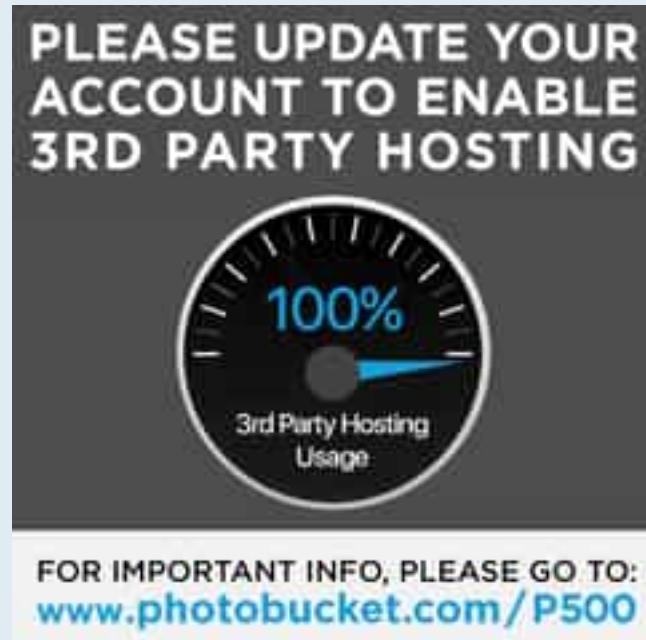 PLEASE UPDATE YOUR
ACCOUNT TO ENABLE
3RD PARTY HOSTING
100%
3rd Party Hosting
Usage
FOR IMPORTANT INFO, PLEASE GO TO:
www.photobucket.com/P500